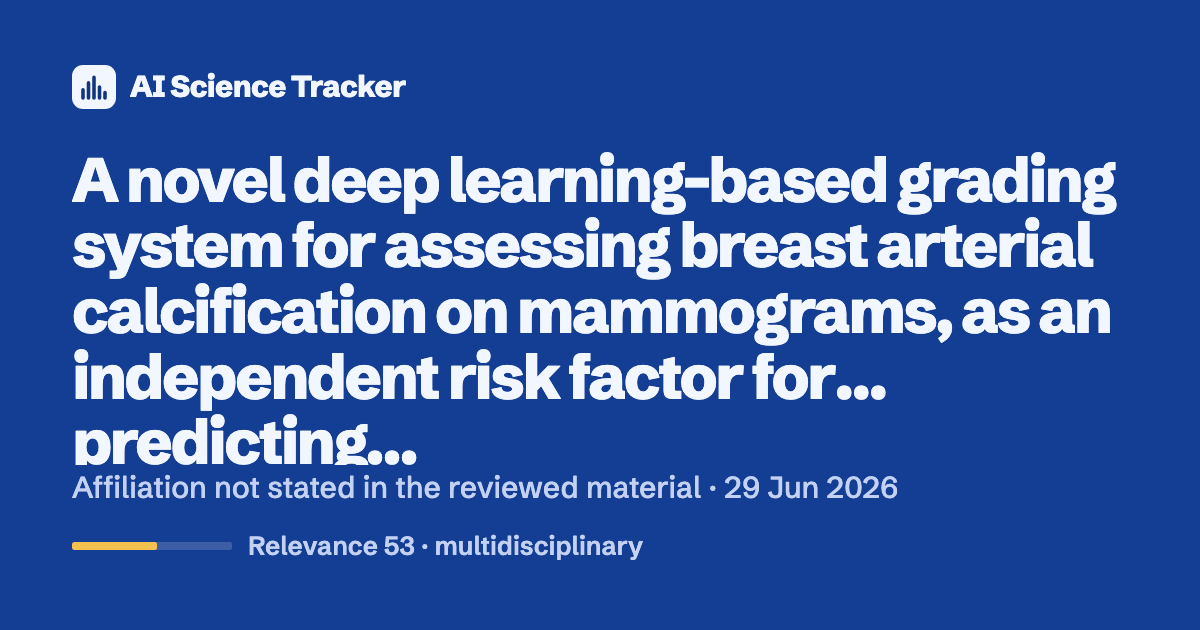 AI Science Tracker
A novel deep learning-based grading
system for assessing breast arterial
calcification on mammograms, as an
independent risk factor for...
predicting...
Affiliation not stated in the reviewed material · 29 Jun 2026
Relevance 53 · multidisciplinary